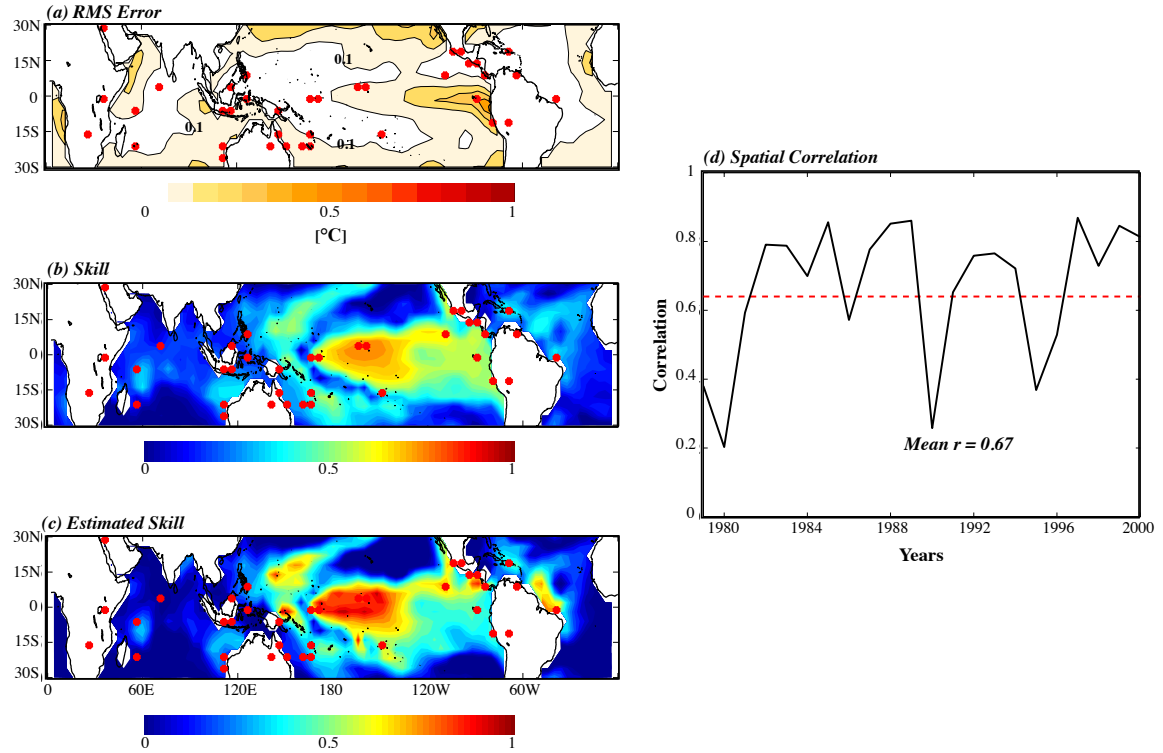 (a) RMS Error
30N
15N
0
15S
30S
0.1
0.1
0.1
0 0.5 1
[°C]
(b) Skill
30N
15N
0
15S
30S
0 0.5 1
(c) Estimated Skill
30N
15N
0
15S
30S
0 60E 120E 180 120W 60W
0 0.5 1
(d) Spatial Correlation
1
0.8
0.6
0.4
0.2
0
Correlation
Mean r = 0.67
1980 1984 1988 1992 1996 2000
Years